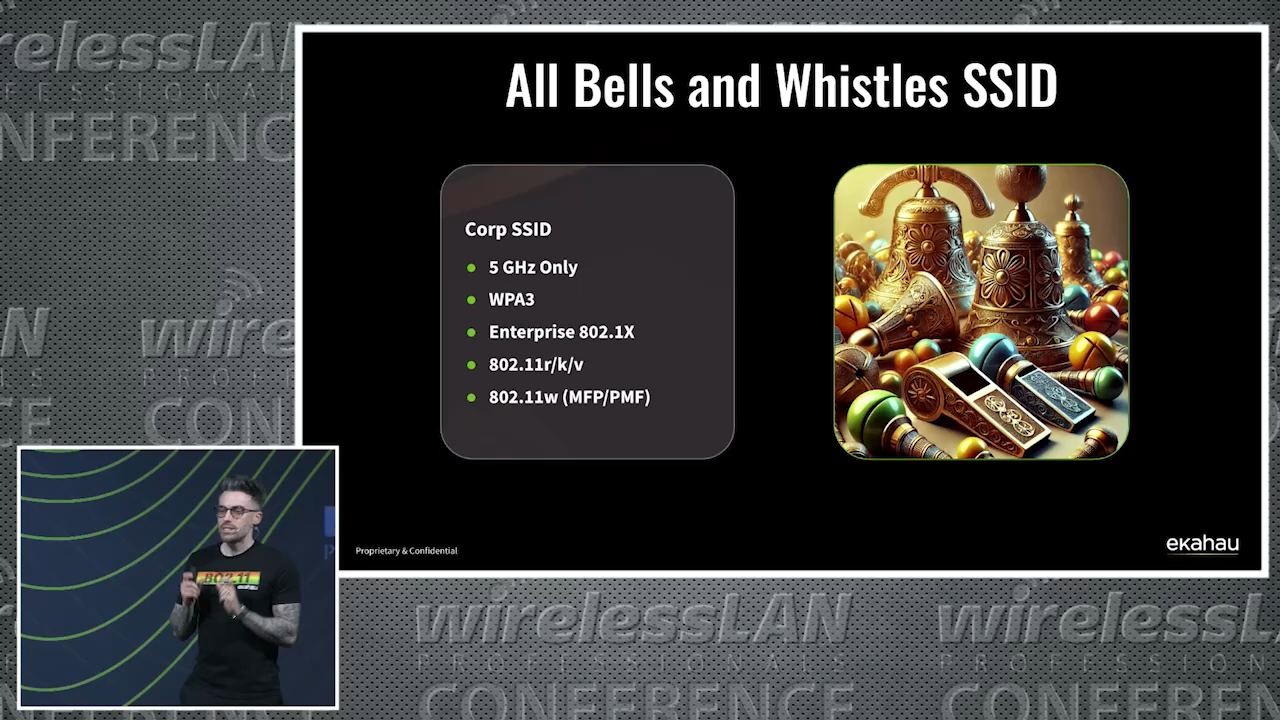 All Bells and Whistles SSID
Corp SSID
5 GHz Only
WPA3
Enterprise 802.1X
802.11r/k/v
802.11w (MFP/PMF)
Proprietary & Confidential
ekahau
802.11
ekahau
wirelessLAN
PROFESSIONALS
CONFERENCE